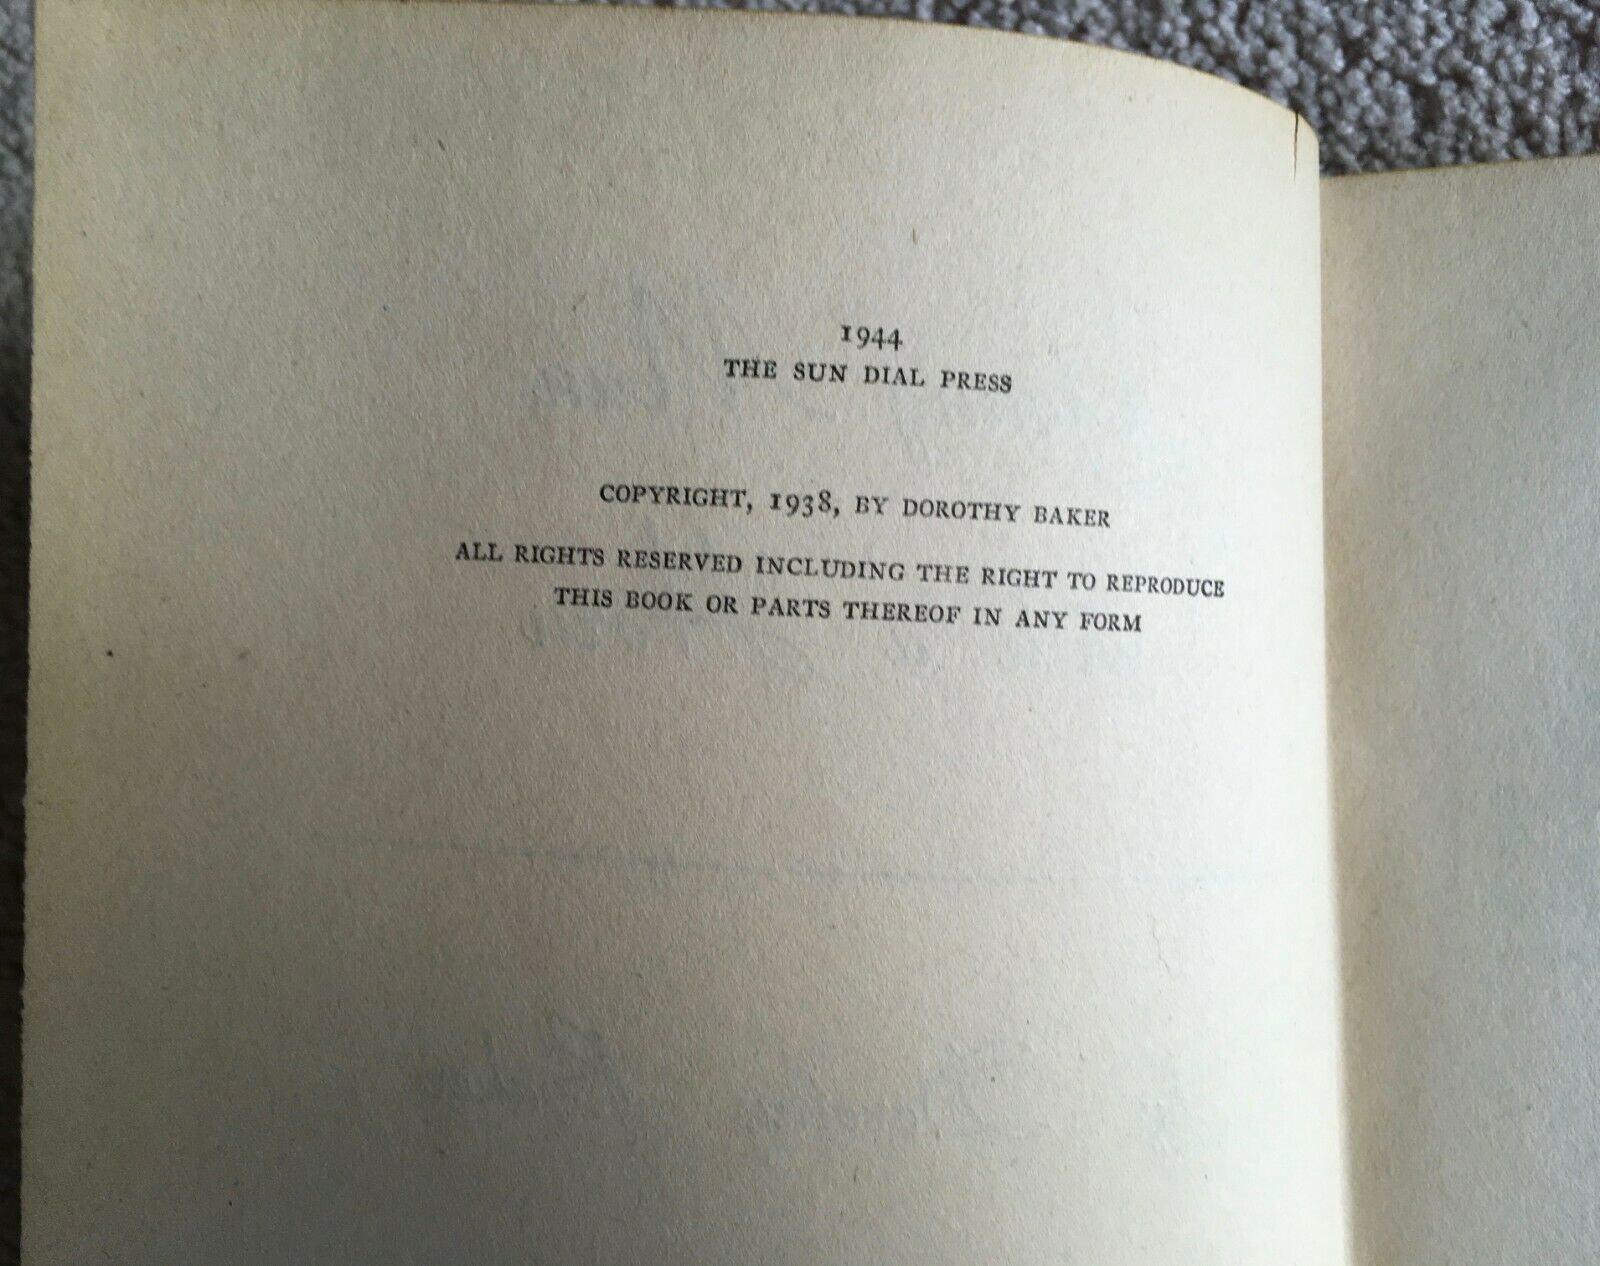 1944
THE SUN DIAL PRESS
COPYRIGHT, 1938, BY DOROTHY BAKER
ALL RIGHTS RESERVED INCLUDING THE RIGHT TO REPRODUCE
THIS BOOK OR PARTS THEREOF IN ANY FORM